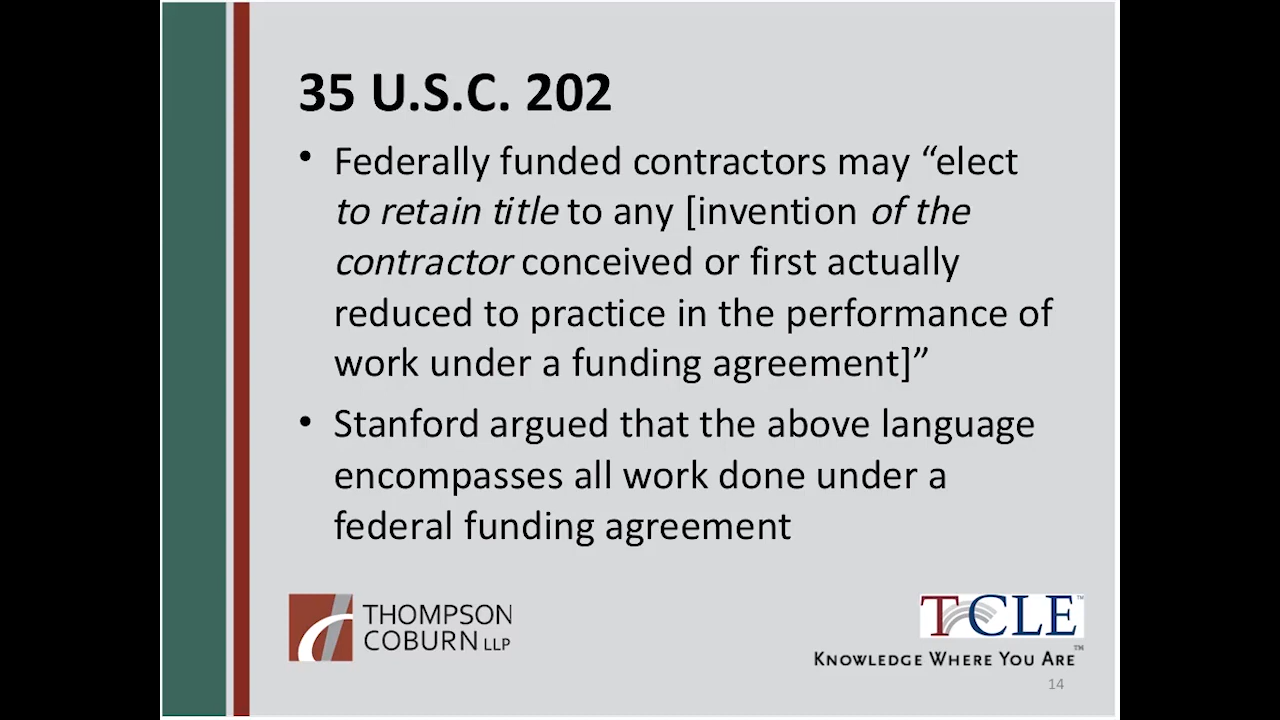 35 U.S.C. 202
• Federally funded contractors may “elect
to retain title to any [invention of the
contractor conceived or first actually
reduced to practice in the performance of
work under a funding agreement]”
• Stanford argued that the above language
encompasses all work done under a
federal funding agreement
THOMPSON
COBURN LLP
TCLE™
KNOWLEDGE WHERE YOU ARE™
14